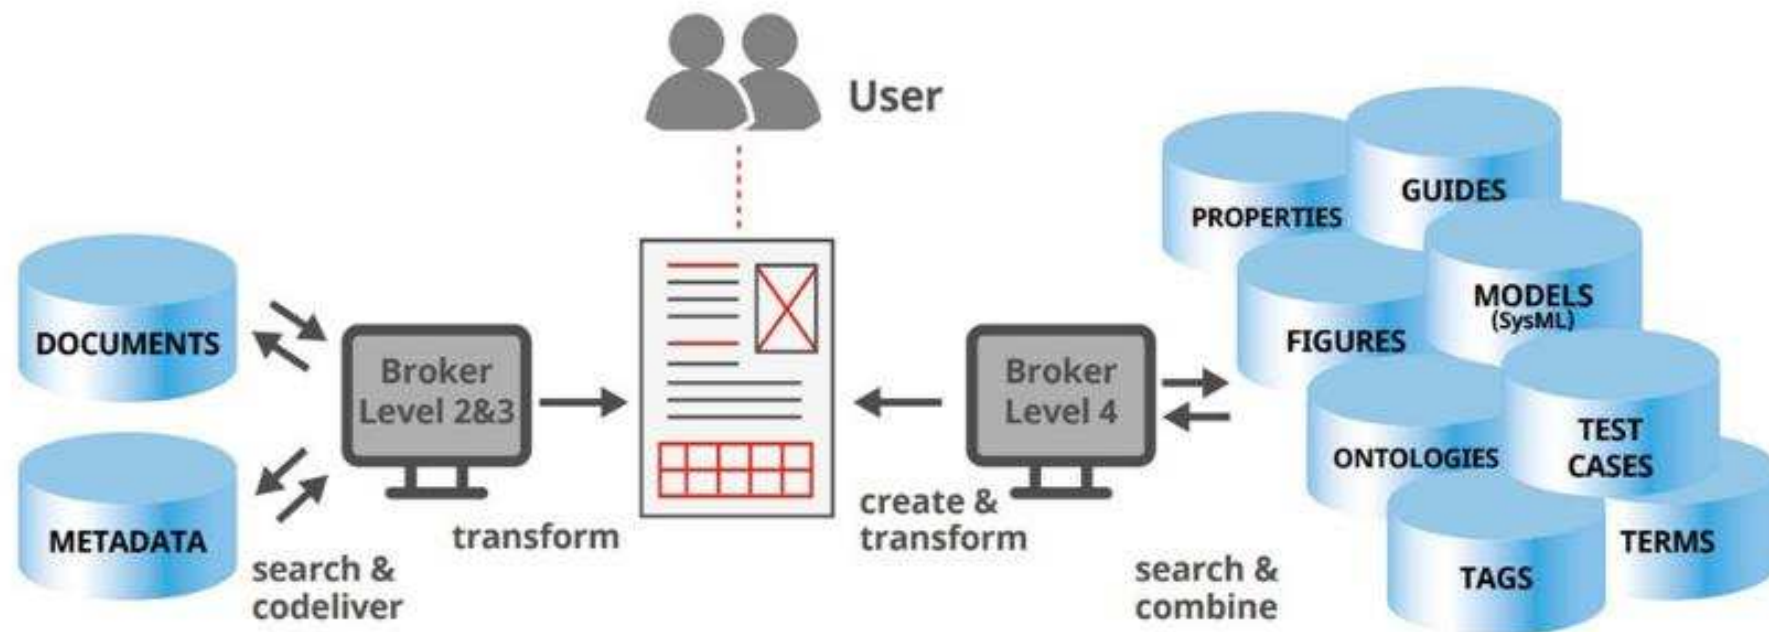 User
DOCUMENTS
METADATA
Broker
Level 2&3
search &
codeliver
transform
create &
transform
Broker
Level 4
search &
combine
PROPERTIES
GUIDES
FIGURES
MODELS
(SysML)
ONTOLOGIES
TEST
CASES
TAGS
TERMS